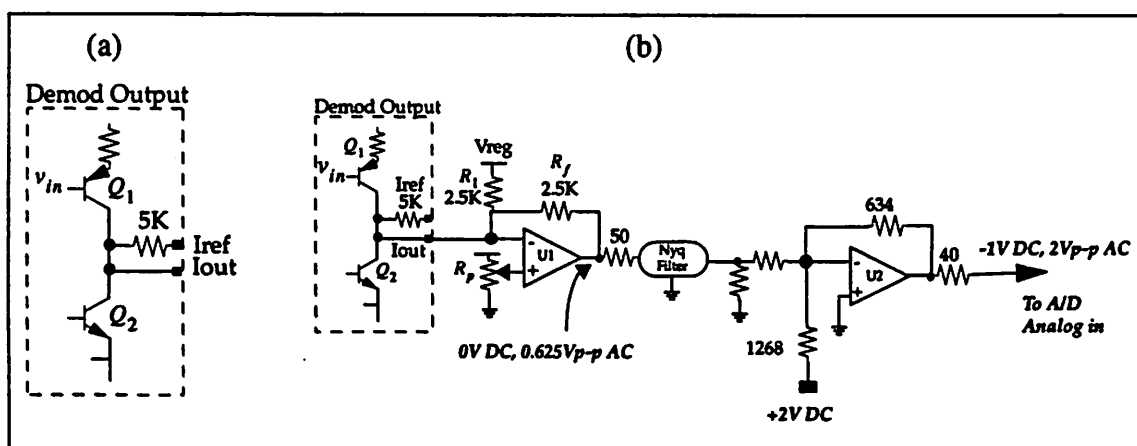 (a)
Demod Output
Q1
vin
5K
Iref
Iout
Q2
(b)
Demod Output
Q1
vin
Iref
5K
Iout
Q2
Vreg
R1
2.5K
Rf
2.5K
Rp
-
+
U1
50
Nyq
Filter
0V DC, 0.625Vp-p AC
634
-
+
U2
40
1268
+2V DC
-1V DC, 2Vp-p AC
To A/D
Analog in